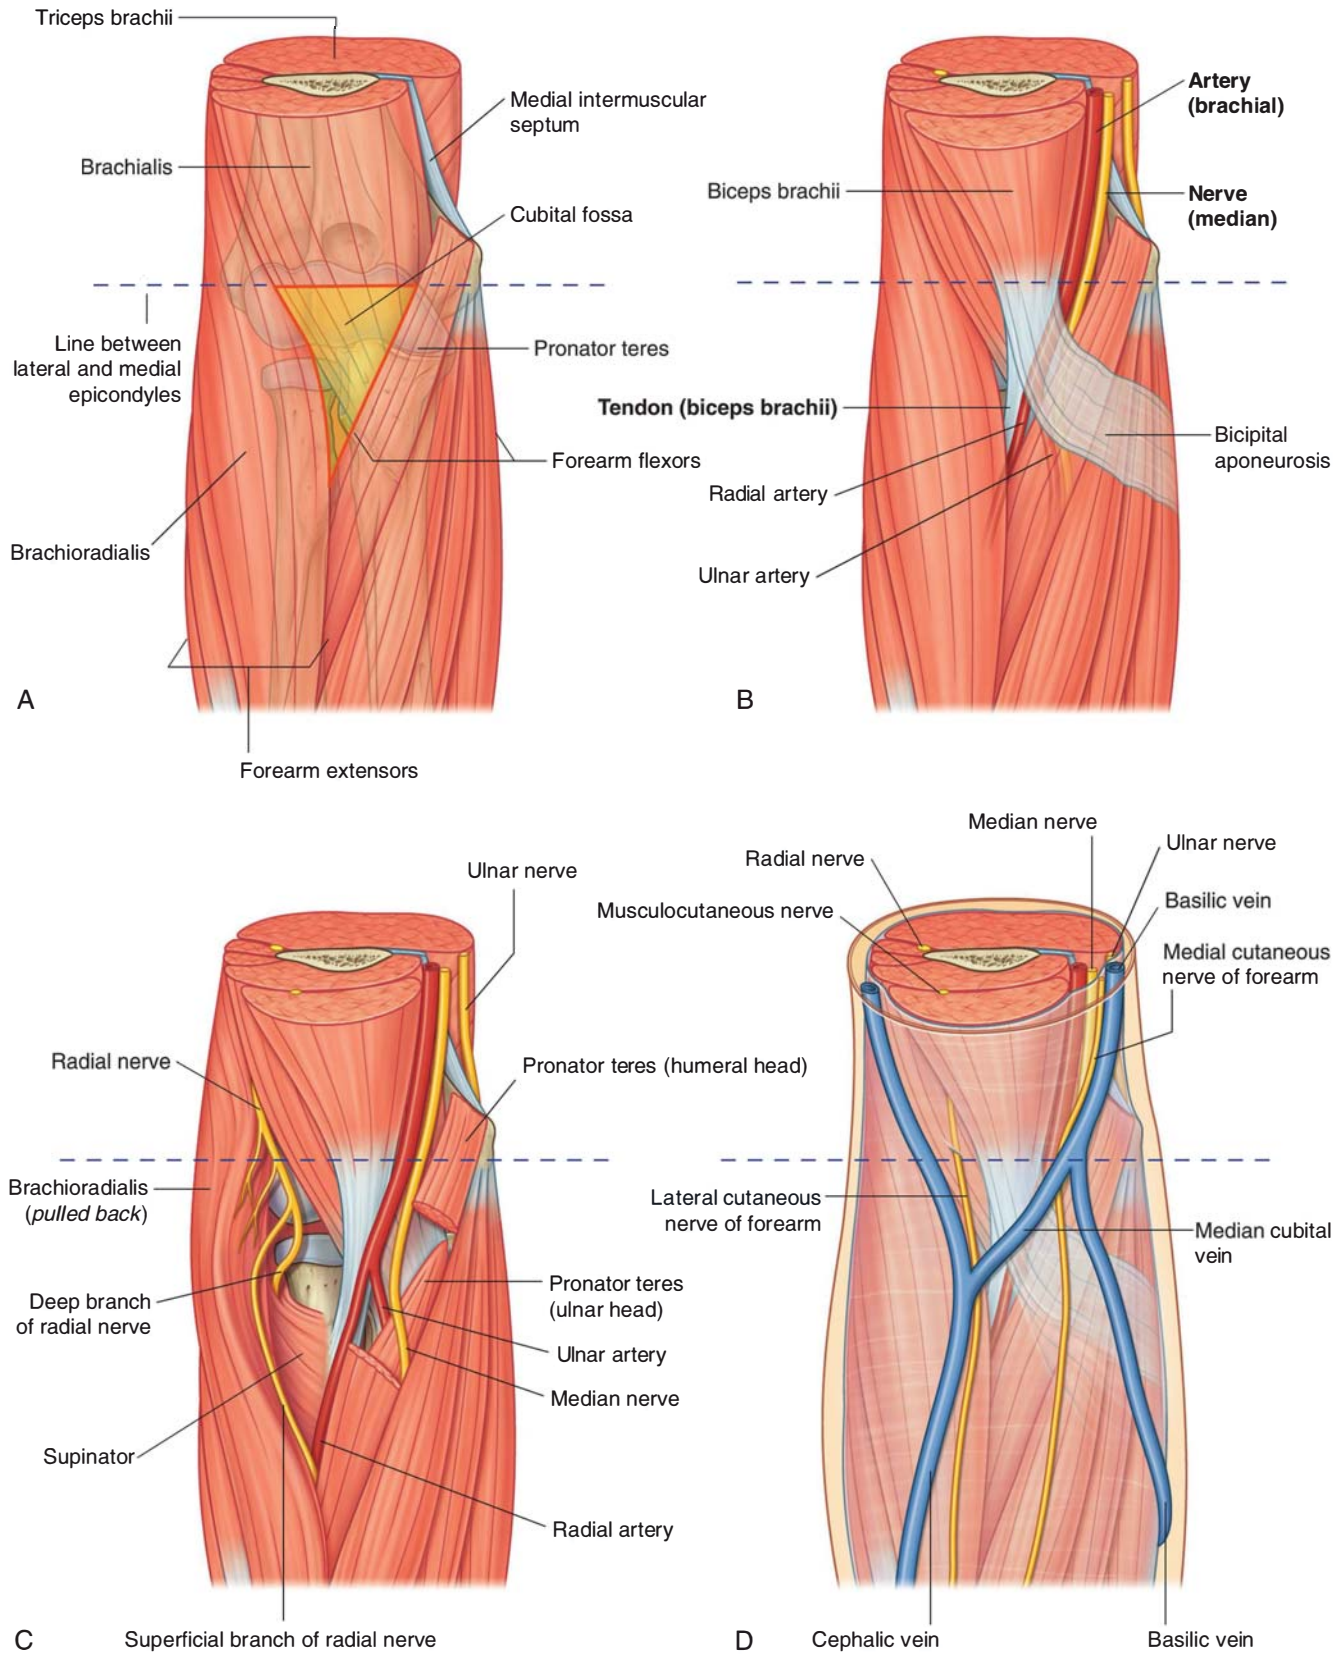 Triceps brachii
Medial intermuscular
septum
Brachialis
Cubital fossa
Line between
lateral and medial
epicondyles
Pronator teres
Forearm flexors
Brachioradialis
A
Forearm extensors
Artery
(brachial)
Biceps brachii
Nerve
(median)
Tendon (biceps brachii)
Bicipital
aponeurosis
Radial artery
Ulnar artery
B
Ulnar nerve
Radial nerve
Pronator teres (humeral head)
Brachioradialis
(pulled back)
Deep branch
of radial nerve
Pronator teres
(ulnar head)
Ulnar artery
Median nerve
Supinator
Radial artery
C
Superficial branch of radial nerve
Median nerve
Radial nerve
Ulnar nerve
Musculocutaneous nerve
Basilic vein
Medial cutaneous
nerve of forearm
Lateral cutaneous
nerve of forearm
Median cubital
vein
D
Cephalic vein
Basilic vein